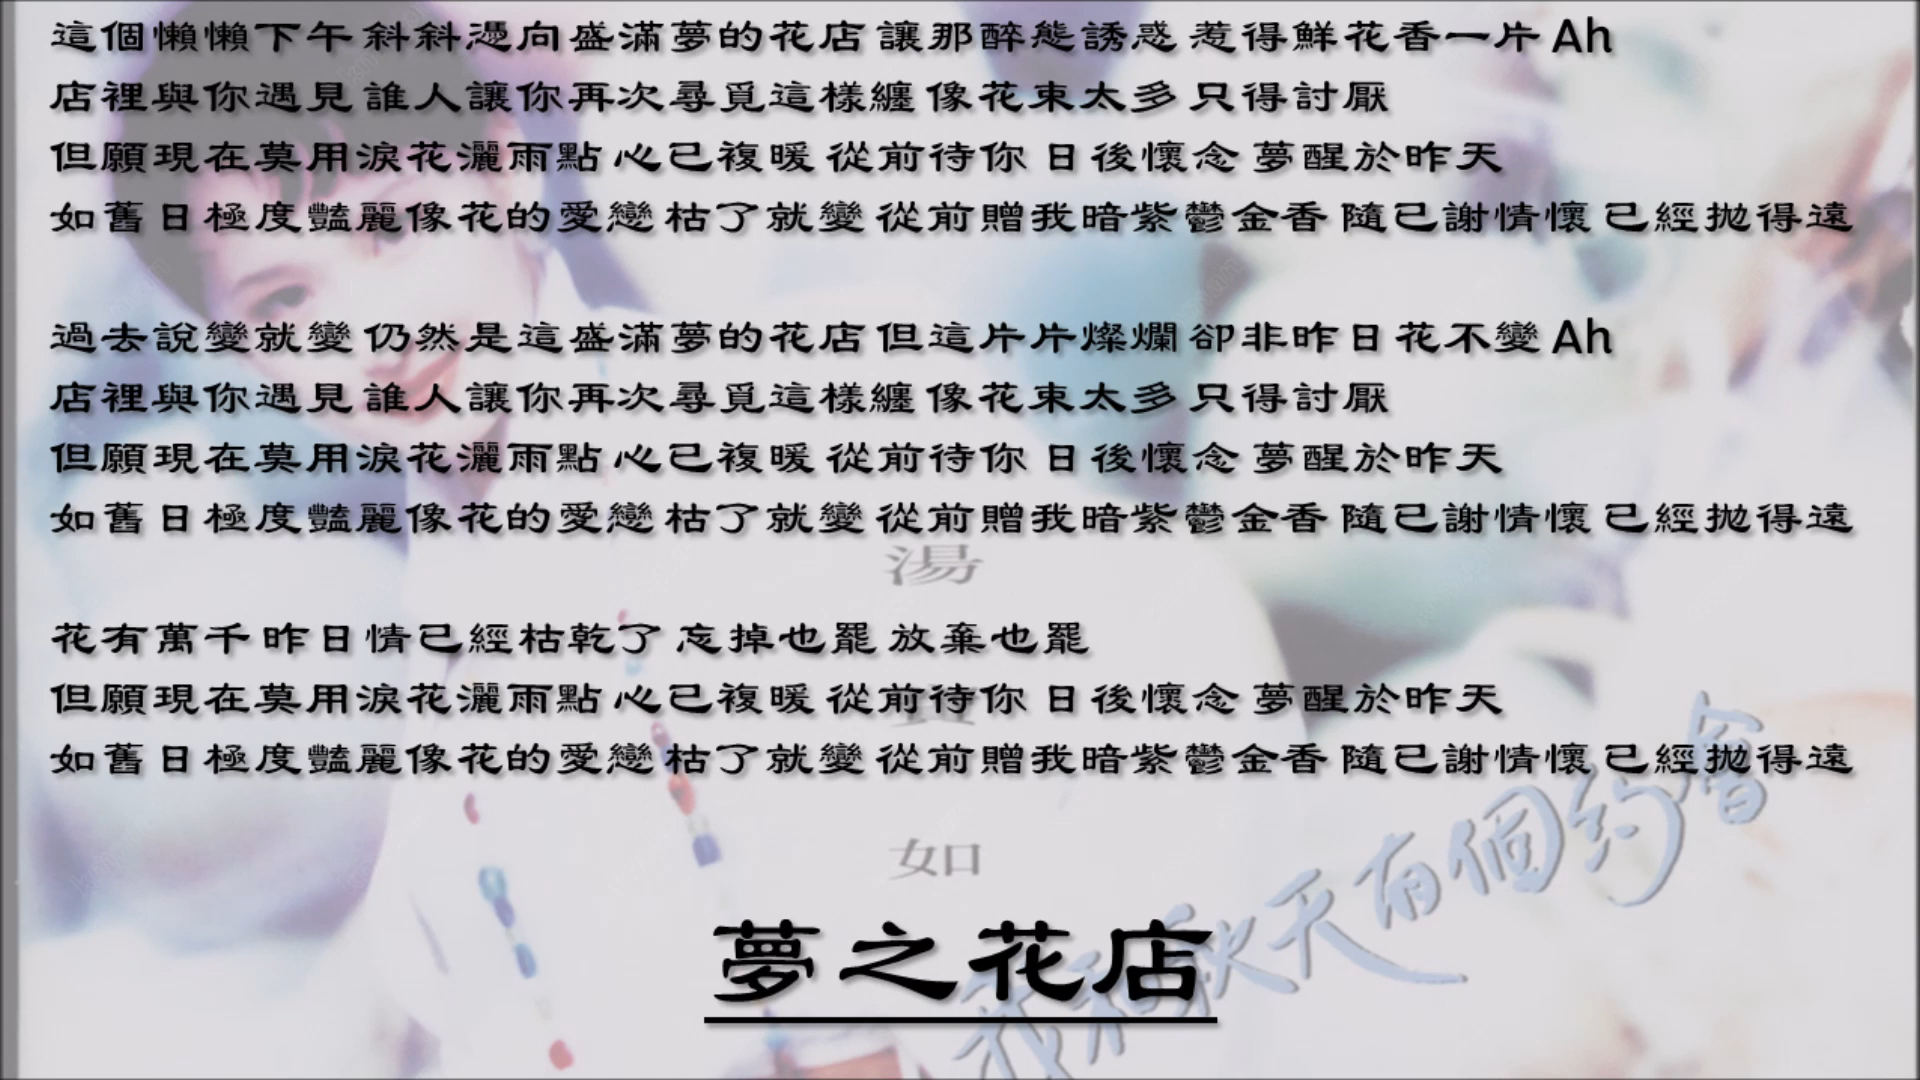 這個懶懶下午斜斜憑向盛滿夢的花店 讓那醉態誘惑 惹得鮮花香一片 Ah
店裡與你遇見 誰人讓你再次尋覓這樣纏 像花束太多 只得討厭
但願現在莫用淚花灑雨點 心已複暖 從前待你 日後懷念 夢醒於昨天
如舊日極度豔麗像花的愛戀 枯了就變 從前贈我暗紫鬱金香 隨已謝情懷 已經拋得遠
過去說變就變 仍然是這盛滿夢的花店 但這片片燦爛 卻非昨日花不變 Ah
店裡與你遇見 誰人讓你再次尋覓這樣纏 像花束太多 只得討厭
但願現在莫用淚花灑雨點 心已複暖 從前待你 日後懷念 夢醒於昨天
如舊日極度豔麗像花的愛戀 枯了就變 從前贈我暗紫鬱金香 隨已謝情懷 已經拋得遠
湯
花有萬千 昨日情已經枯乾了 忘掉也罷 放棄也罷
但願現在莫用淚花灑雨點 心已複暖 從前待你 日後懷念 夢醒於昨天
如舊日極度豔麗像花的愛戀 枯了就變 從前贈我暗紫鬱金香 隨已謝情懷 已經拋得遠
如
我和秋天有個約會
夢之花店